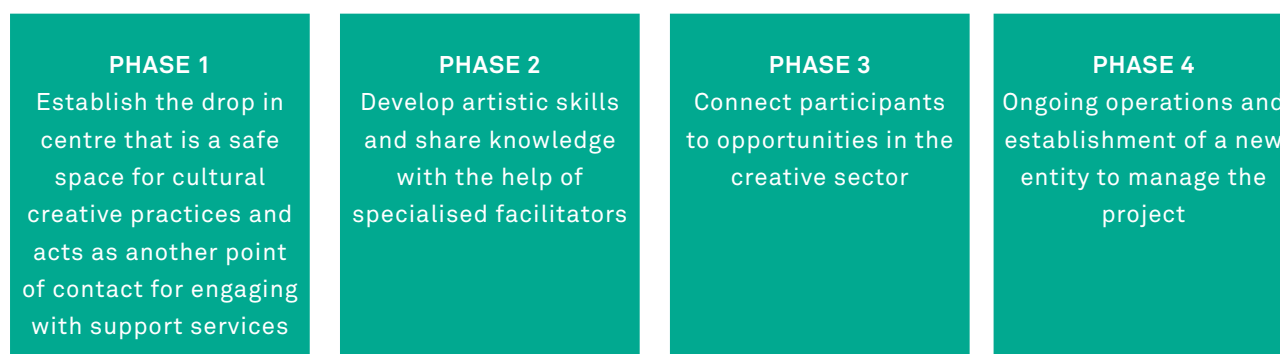 PHASE 1
Establish the drop in
centre that is a safe
space for cultural
creative practices and
acts as another point
of contact for engaging
with support services
PHASE 2
Develop artistic skills
and share knowledge
with the help of
specialised facilitators
PHASE 3
Connect participants
to opportunities in the
creative sector
PHASE 4
Ongoing operations and
establishment of a new
entity to manage the
project